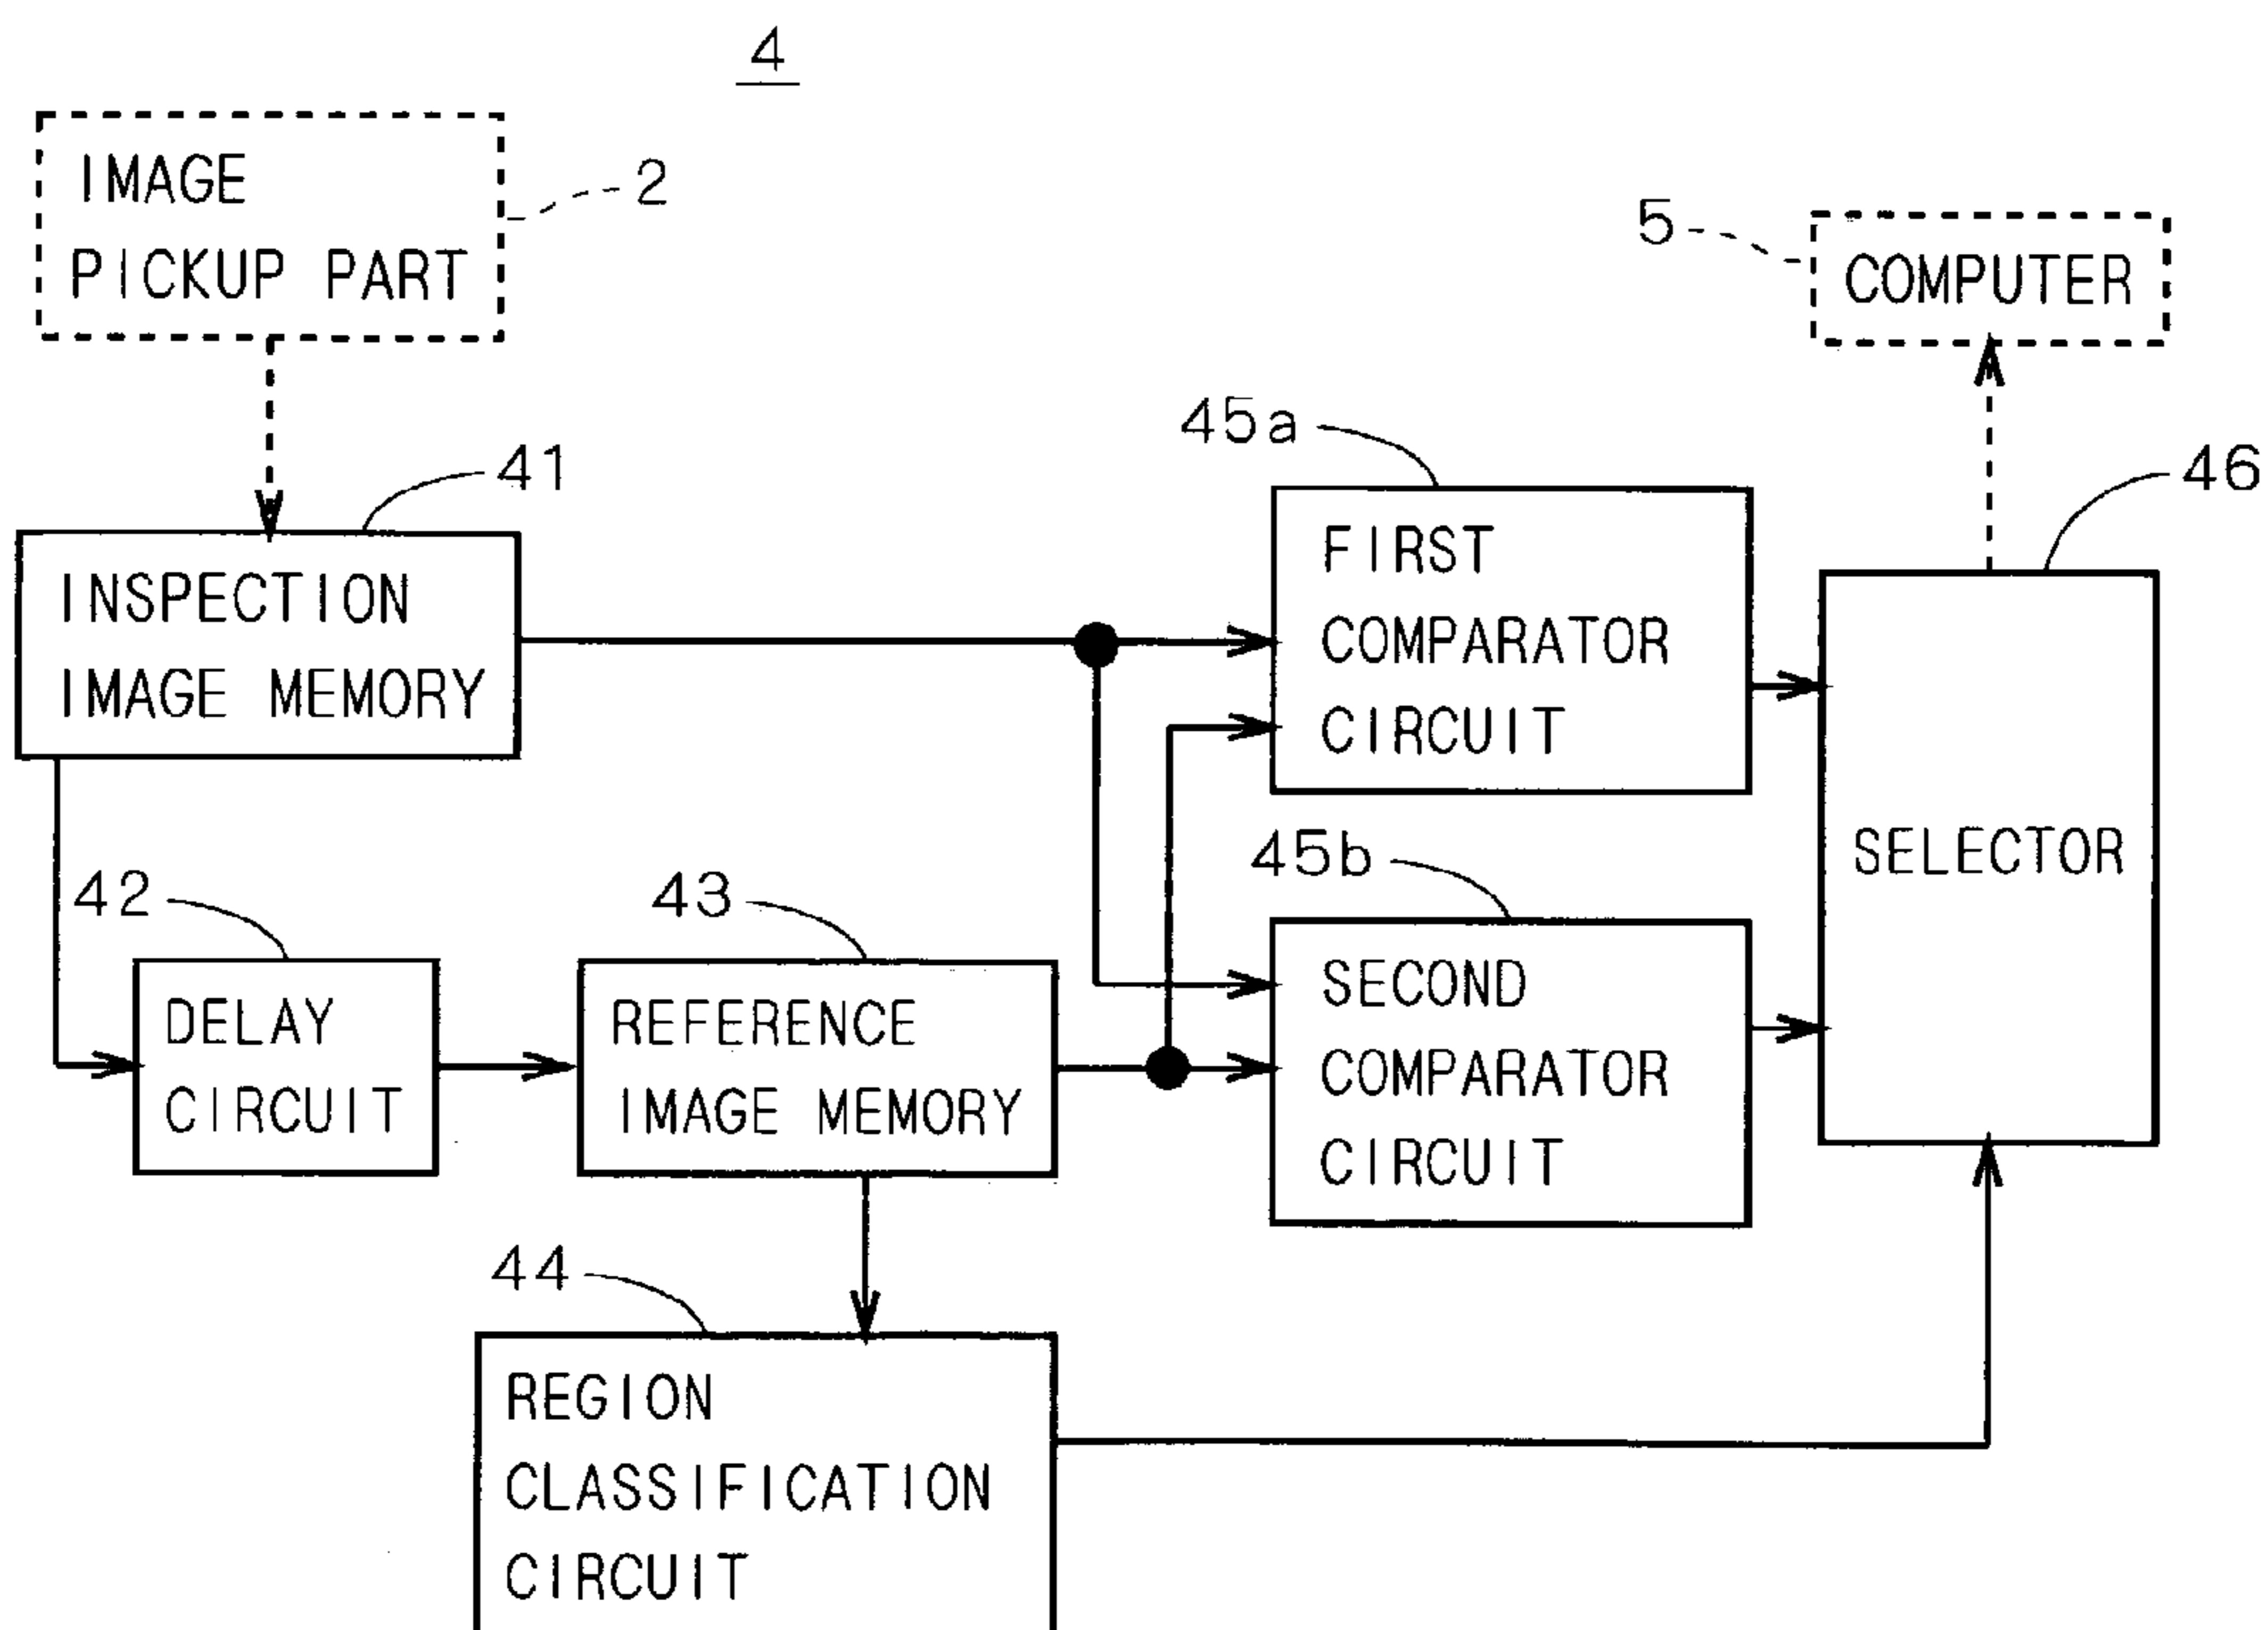 4
IMAGE
PICKUP PART
2
5
COMPUTER
41
INSPECTION
IMAGE MEMORY
45a
FIRST
COMPARATOR
CIRCUIT
46
SELECTOR
42
DELAY
CIRCUIT
43
REFERENCE
IMAGE MEMORY
45b
SECOND
COMPARATOR
CIRCUIT
44
REGION
CLASSIFICATION
CIRCUIT